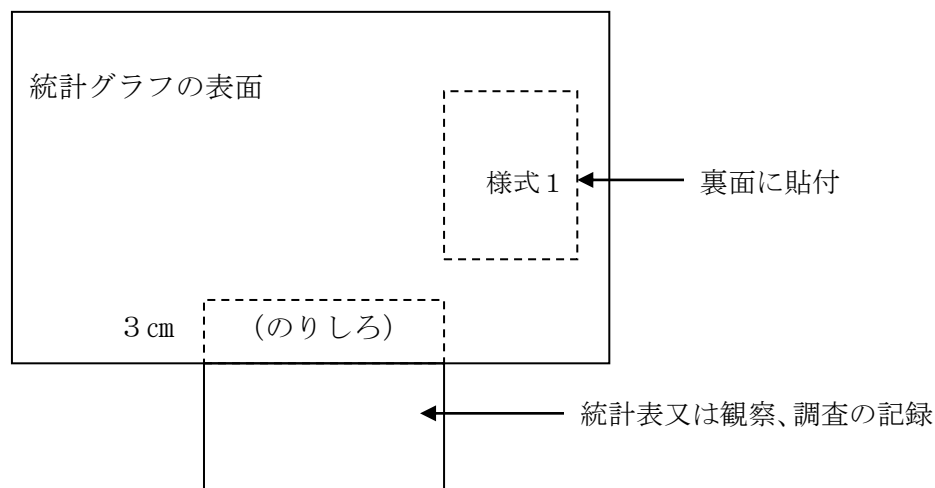 統計グラフの表面
様式1
裏面に貼付
3㎝
(のりしろ)
統計表又は観察、調査の記録